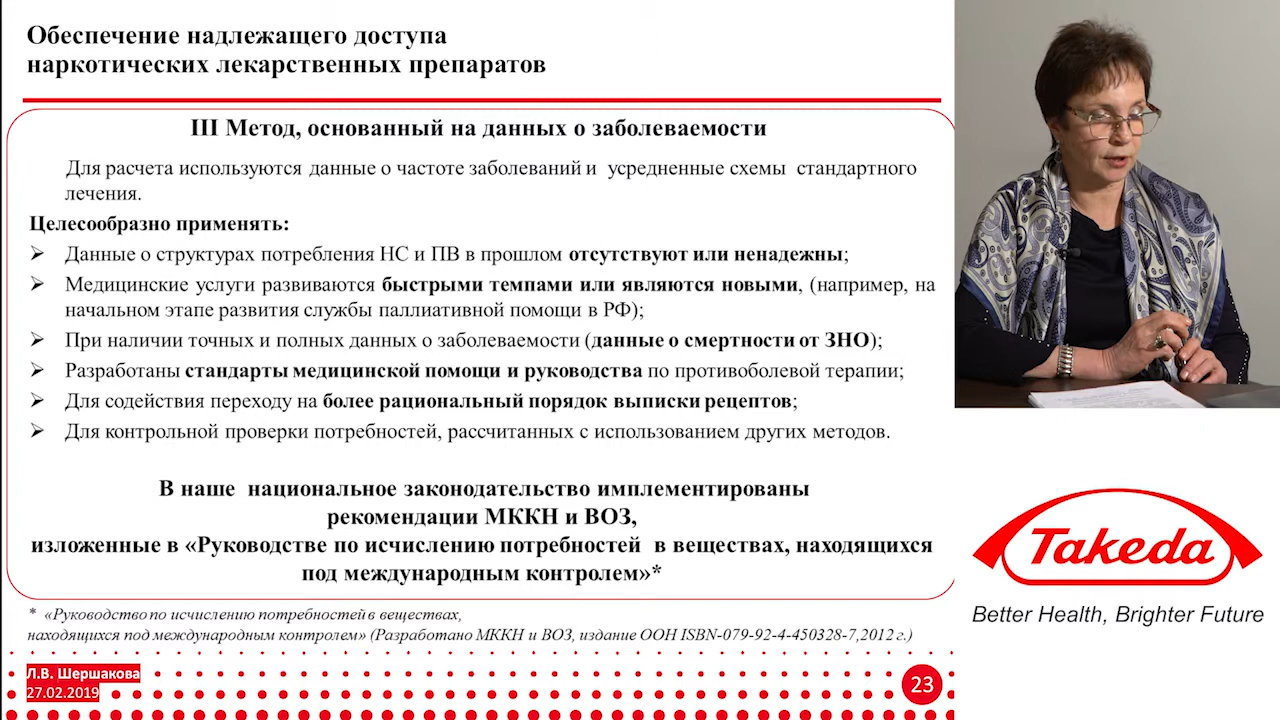 Обеспечение надлежащего доступа
наркотических лекарственных препаратов
III Метод, основанный на данных о заболеваемости
Для расчета используются данные о частоте заболеваний и усредненные схемы стандартного
лечения.
Целесообразно применять:
Данные о структурах потребления НС и ПВ в прошлом отсутствуют или ненадежны;
Медицинские услуги развиваются быстрыми темпами или являются новыми, (например, на
начальном этапе развития службы паллиативной помощи в РФ);
При наличии точных и полных данных о заболеваемости (данные о смертности от ЗНО);
Разработаны стандарты медицинской помощи и руководства по противоболевой терапии;
Для содействия переходу на более рациональный порядок выписки рецептов;
Для контрольной проверки потребностей, рассчитанных с использованием других методов.
В наше национальное законодательство имплементированы
рекомендации МККН и ВОЗ,
изложенные в «Руководстве по исчислению потребностей в веществах, находящихся
под международным контролем»*
* «Руководство по исчислению потребностей в веществах,
находящихся под международным контролем» (Разработано МККН и ВОЗ, издание ООН ISBN-079-92-4-450328-7,2012 г.)
Л.В. Шершакова
27.02.2019
23
Takeda
Better Health, Brighter Future